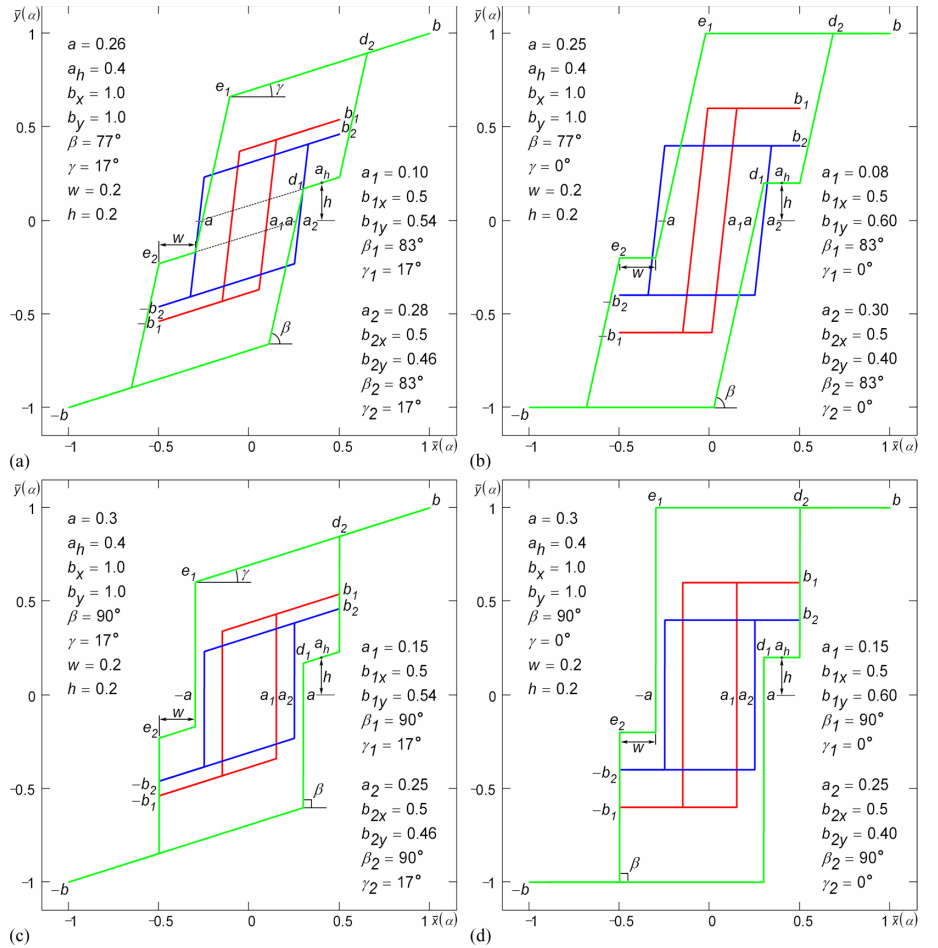 ȳ(α)
1
0.5
0
−0.5
−1
−1
−0.5
0
0.5
1 x̄(α)
a = 0.26
a_h = 0.4
b_x = 1.0
b_y = 1.0
β = 77°
γ = 17°
w = 0.2
h = 0.2
a_1 = 0.10
b_1x = 0.5
b_1y = 0.54
β_1 = 83°
γ_1 = 17°
a_2 = 0.28
b_2x = 0.5
b_2y = 0.46
β_2 = 83°
γ_2 = 17°
b
d_2
e_1
γ
b_1
b_2
d_1
a_h
h
−a
a_1
a
a_2
e_2
w
−b_2
−b_1
β
−b
(a)
ȳ(α)
1
0.5
0
−0.5
−1
−1
−0.5
0
0.5
1 x̄(α)
a = 0.25
a_h = 0.4
b_x = 1.0
b_y = 1.0
β = 77°
γ = 0°
w = 0.2
h = 0.2
a_1 = 0.08
b_1x = 0.5
b_1y = 0.60
β_1 = 83°
γ_1 = 0°
a_2 = 0.30
b_2x = 0.5
b_2y = 0.40
β_2 = 83°
γ_2 = 0°
e_1
d_2
b
b_1
b_2
d_1
a_h
h
−a
a_1
a
a_2
e_2
w
−b_2
−b_1
β
−b
(b)
ȳ(α)
1
0.5
0
−0.5
−1
−1
−0.5
0
0.5
1 x̄(α)
a = 0.3
a_h = 0.4
b_x = 1.0
b_y = 1.0
β = 90°
γ = 17°
w = 0.2
h = 0.2
a_1 = 0.15
b_1x = 0.5
b_1y = 0.54
β_1 = 90°
γ_1 = 17°
a_2 = 0.25
b_2x = 0.5
b_2y = 0.46
β_2 = 90°
γ_2 = 17°
b
d_2
e_1
γ
b_1
b_2
d_1
a_h
h
−a
a_1
a_2
a
e_2
w
−b_2
−b_1
β
−b
(c)
ȳ(α)
1
0.5
0
−0.5
−1
−1
−0.5
0
0.5
1 x̄(α)
a = 0.3
a_h = 0.4
b_x = 1.0
b_y = 1.0
β = 90°
γ = 0°
w = 0.2
h = 0.2
a_1 = 0.15
b_1x = 0.5
b_1y = 0.60
β_1 = 90°
γ_1 = 0°
a_2 = 0.25
b_2x = 0.5
b_2y = 0.40
β_2 = 90°
γ_2 = 0°
e_1
d_2
b
b_1
b_2
d_1
a_h
h
−a
a_1
a_2
a
e_2
w
−b_2
−b_1
β
−b
(d)